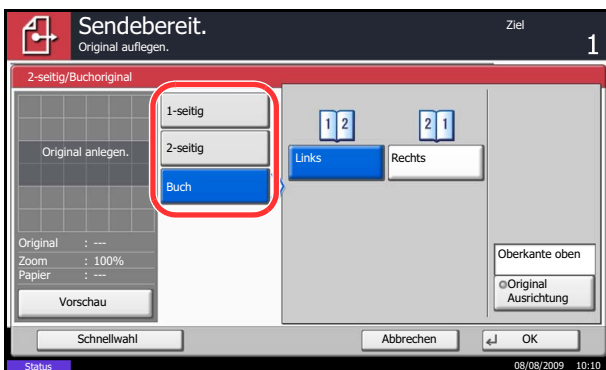 Sendebereit.
Original auflegen.
Ziel
1
2-seitig/Buchoriginal
Original anlegen.
1-seitig
2-seitig
Buch
1 2
2 1
Links
Rechts
Original : ---
Zoom : 100%
Papier : ---
Vorschau
Oberkante oben
Original
Ausrichtung
Schnellwahl
Abbrechen
OK
Status
08/08/2009 10:10